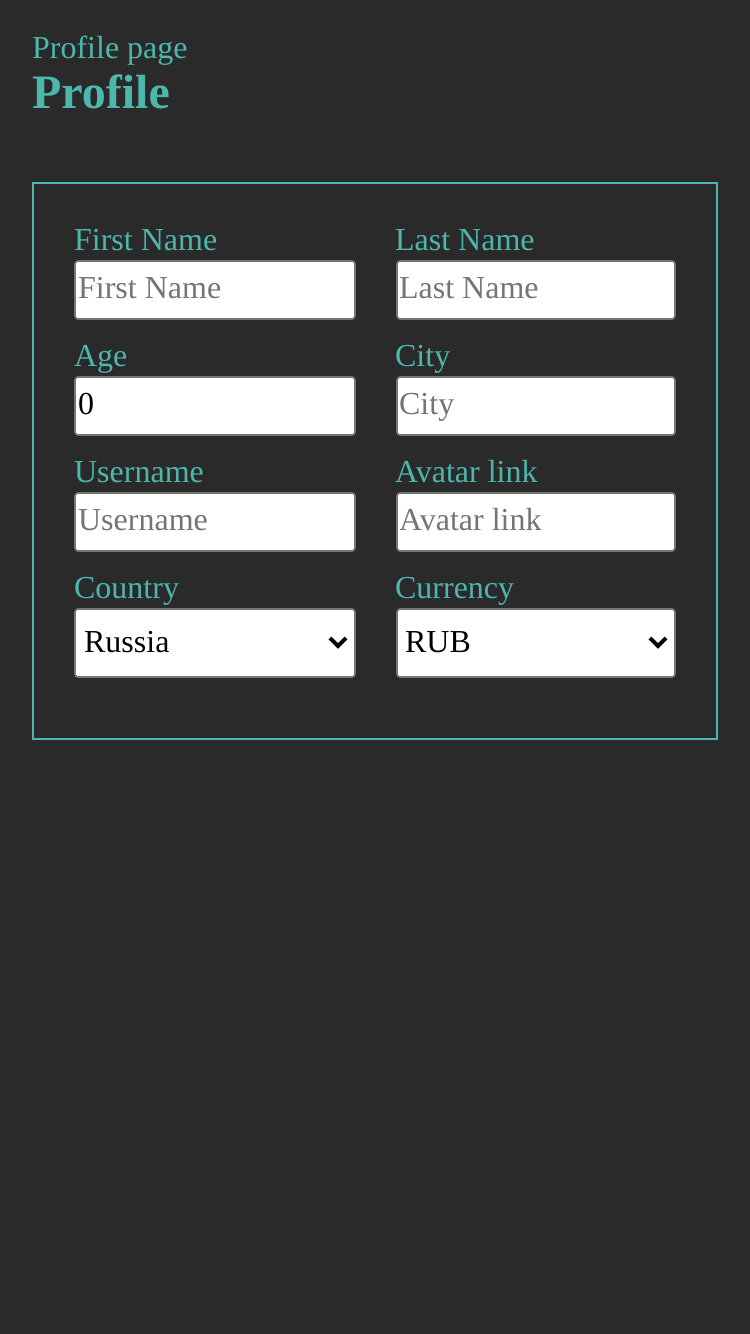 Profile page
Profile
First Name Last Name
First Name Last Name
Age City
0 City
Username Avatar link
Username Avatar link
Country Currency
Russia RUB